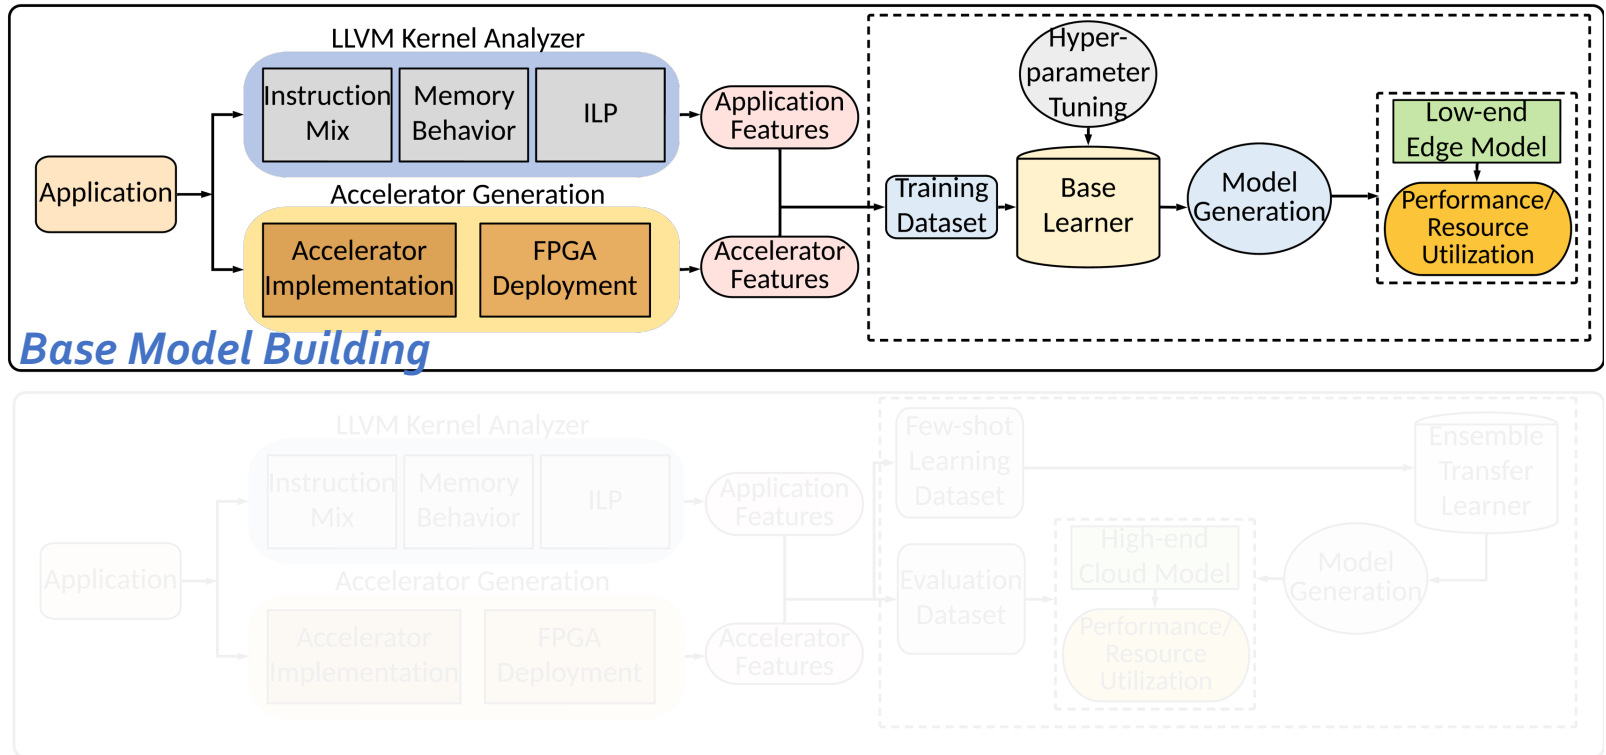 LLVM Kernel Analyzer
Instruction
Mix
Memory
Behavior
ILP
Application
Accelerator Generation
Accelerator
Implementation
FPGA
Deployment
Application
Features
Accelerator
Features
Training
Dataset
Hyper-
parameter
Tuning
Base
Learner
Model
Generation
Low-end
Edge Model
Performance/
Resource
Utilization
Base Model Building
LLVM Kernel Analyzer
Instruction
Mix
Memory
Behavior
ILP
Application
Accelerator Generation
Accelerator
Implementation
FPGA
Deployment
Application
Features
Accelerator
Features
Few-shot
Learning
Dataset
Evaluation
Dataset
High-end
Cloud Model
Performance/
Resource
Utilization
Model
Generation
Ensemble
Transfer
Learner